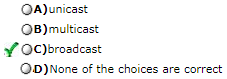 A)unicast
B)multicast
C)broadcast
D)None of the choices are correct